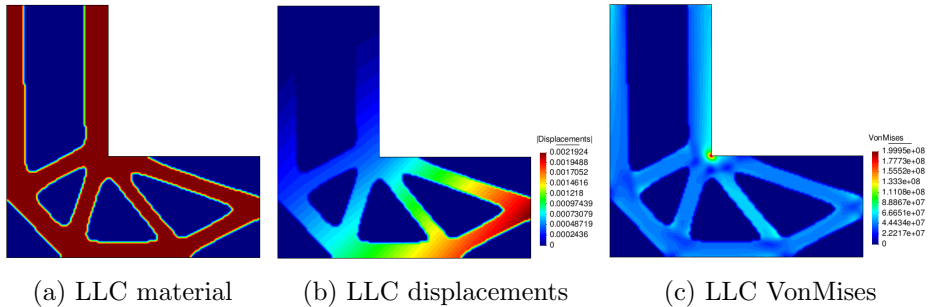 |Displacements|
0.0021924
0.0019488
0.0017052
0.0014616
0.001218
0.00097439
0.00073079
0.00048719
0.0002436
0
VonMises
1.9995e+08
1.7773e+08
1.5552e+08
1.333e+08
1.1108e+08
8.8867e+07
6.6651e+07
4.4434e+07
2.2217e+07
0
(a) LLC material
(b) LLC displacements
(c) LLC VonMises